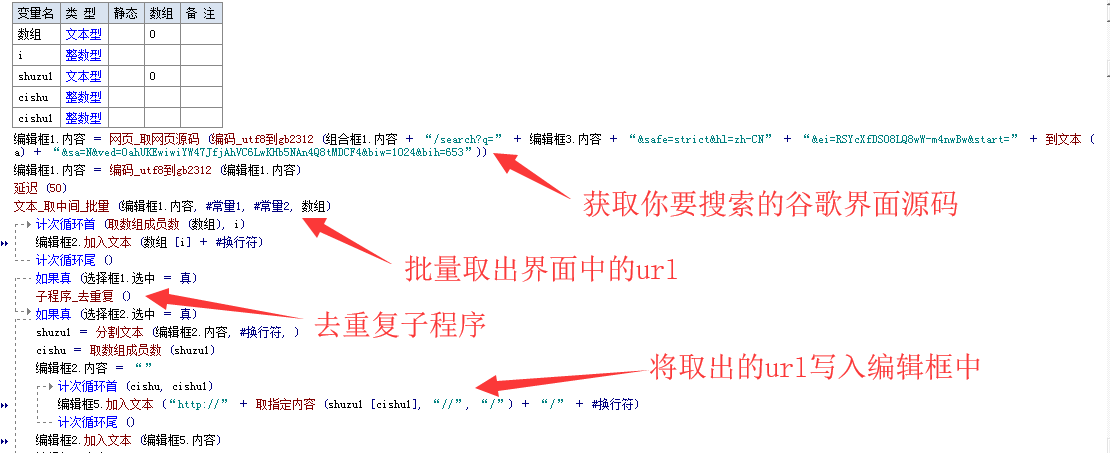 变量名 类 型 静态 数组 备 注
数组 文本型 0
i 整数型
shuzu1 文本型 0
cishu 整数型
cishu1 整数型
编辑框1.内容 = 网页_取网页源码 (编码_utf8到gb2312 (组合框1.内容 + “/search?q=” + 编辑框3.内容 + “&safe=strict&hl=zh-CN” + “&ei=RSYcXfDSO8LQ8wW-m4nwBw&start=” + 到文本 (
a) + “&sa=N&ved=0ahUKEwiwiYW47JfjAhVC6LwKHb5NAn4Q8tMDCF4&biw=1024&bih=653”))
编辑框1.内容 = 编码_utf8到gb2312 (编辑框1.内容)
获取你要搜索的谷歌界面源码
延迟 (50)
文本_取中间_批量 (编辑框1.内容, #常量1, #常量2, 数组)
计次循环首 (取数组成员数 (数组), i)
编辑框2.加入文本 (数组 [i] + #换行符)
计次循环尾 ()
批量取出界面中的url
如果真 (选择框1.选中 = 真)
子程序_去重复 ()
去重复子程序
如果真 (选择框2.选中 = 真)
shuzu1 = 分割文本 (编辑框2.内容, #换行符, )
cishu = 取数组成员数 (shuzu1)
编辑框2.内容 = “”
将取出的url写入编辑框中
计次循环首 (cishu, cishu1)
编辑框5.加入文本 (“http://” + 取指定内容 (shuzu1 [cishu1], “//”, “/”) + “/” + #换行符)
计次循环尾 ()
编辑框2.加入文本 (编辑框5.内容)